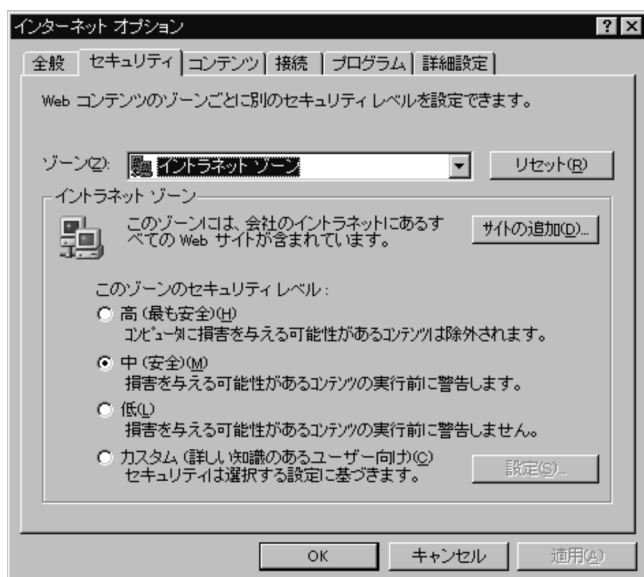 インターネット オプション
全般 セキュリティ コンテンツ 接続 プログラム 詳細設定
Web コンテンツのゾーンごとに別のセキュリティ レベルを設定できます。
ゾーン(Z): イントラネット ゾーン リセット(R)
イントラネット ゾーン
このゾーンには、会社のイントラネットにあるす
べての Web サイトが含まれています。
サイトの追加(D)...
このゾーンのセキュリティ レベル :
高 (最も安全)(H)
コンピュータに損害を与える可能性があるコンテンツは除外されます。
中 (安全)(M)
損害を与える可能性があるコンテンツの実行前に警告します。
低(L)
損害を与える可能性があるコンテンツの実行前に警告しません。
カスタム (詳しい知識のあるユーザー向け)(C)
セキュリティは選択する設定に基づきます。
設定(S)...
OK キャンセル 適用(A)